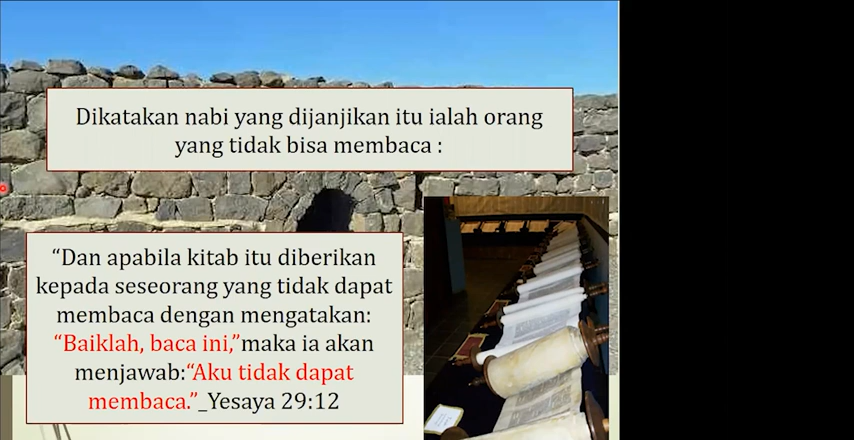 Dikatakan nabi yang dijanjikan itu ialah orang
yang tidak bisa membaca :
“Dan apabila kitab itu diberikan
kepada seseorang yang tidak dapat
membaca dengan mengatakan:
“Baiklah, baca ini,”maka ia akan
menjawab:“Aku tidak dapat
membaca.”_Yesaya 29:12